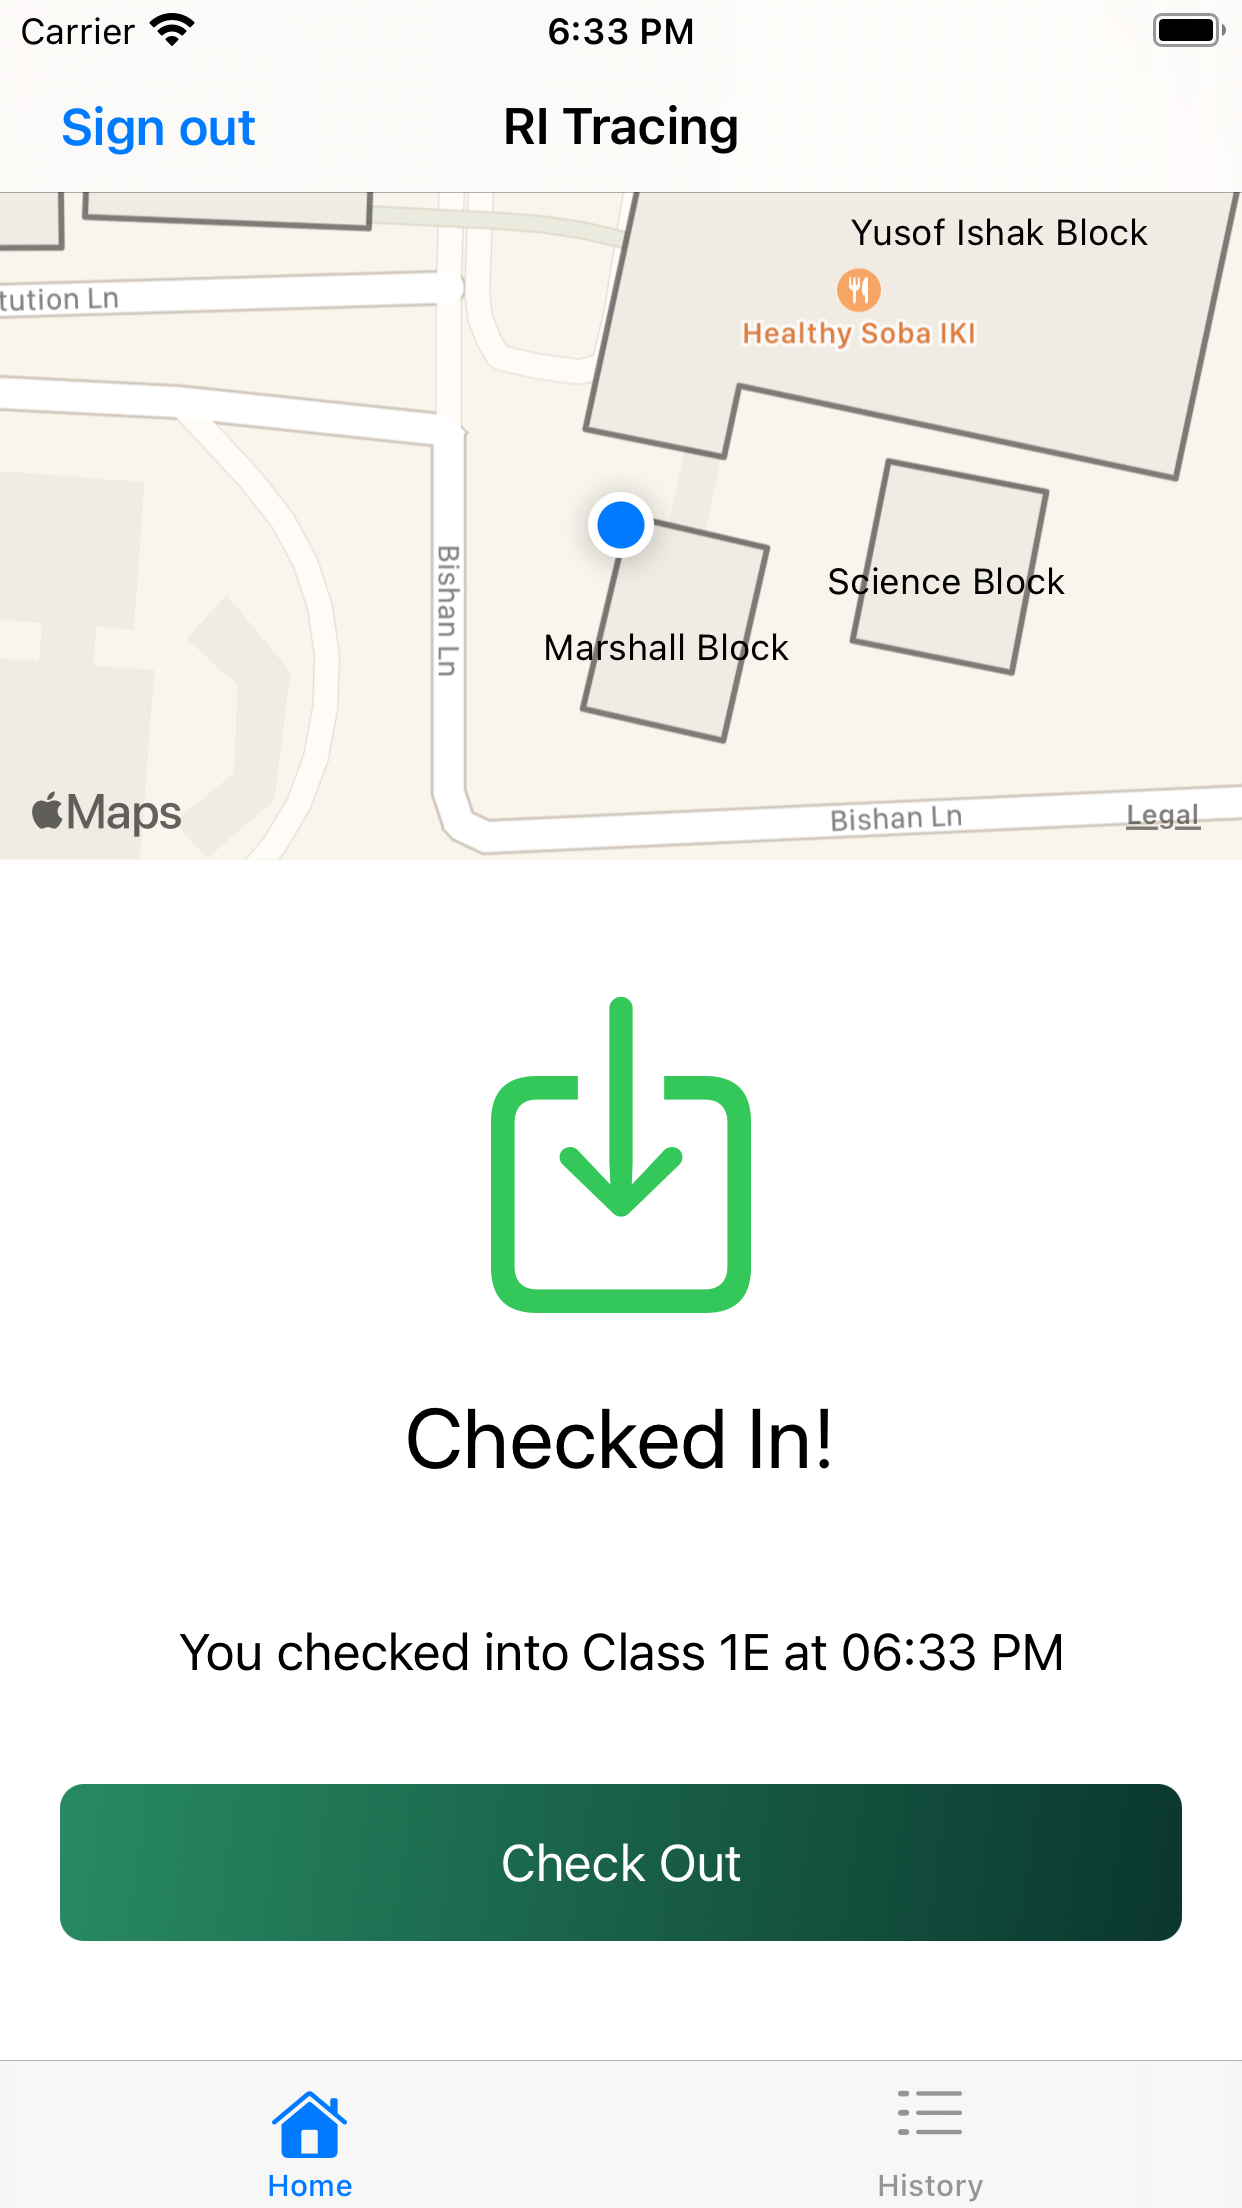 Carrier 6:33 PM
Sign out RI Tracing
Yusof Ishak Block
tution Ln
Healthy Soba IKI
Bishan Ln
Science Block
Marshall Block
Maps
Bishan Ln
Legal
Checked In!
You checked into Class 1E at 06:33 PM
Check Out
Home History